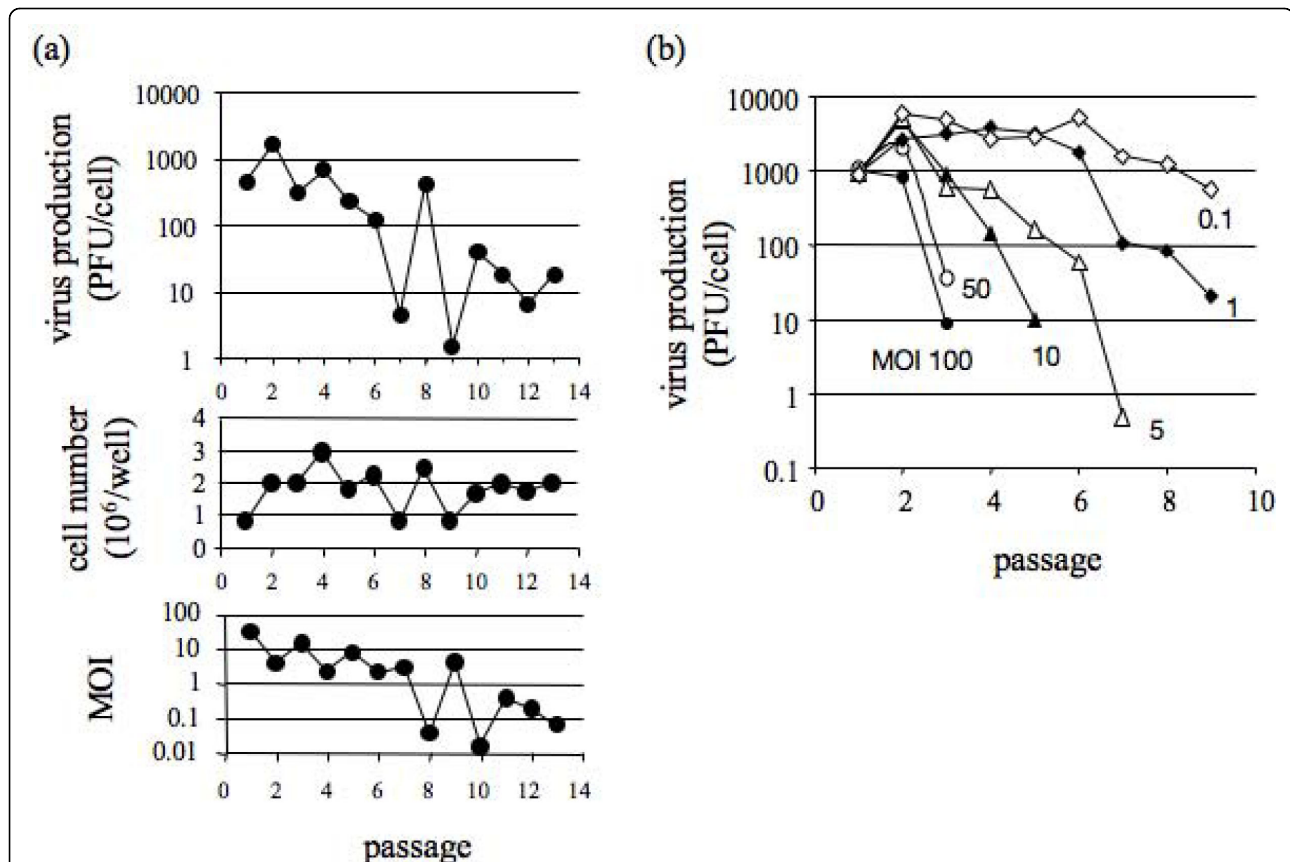 (a)
virus production
(PFU/cell)
10000
1000
100
10
1
0 2 4 6 8 10 12 14
cell number
(10⁶/well)
4
3
2
1
0
0 2 4 6 8 10 12 14
MOI
100
10
1
0.1
0.01
0 2 4 6 8 10 12 14
passage
(b)
virus production
(PFU/cell)
10000
1000
100
10
1
0.1
0.1
1
50
MOI 100
10
5
0 2 4 6 8 10
passage